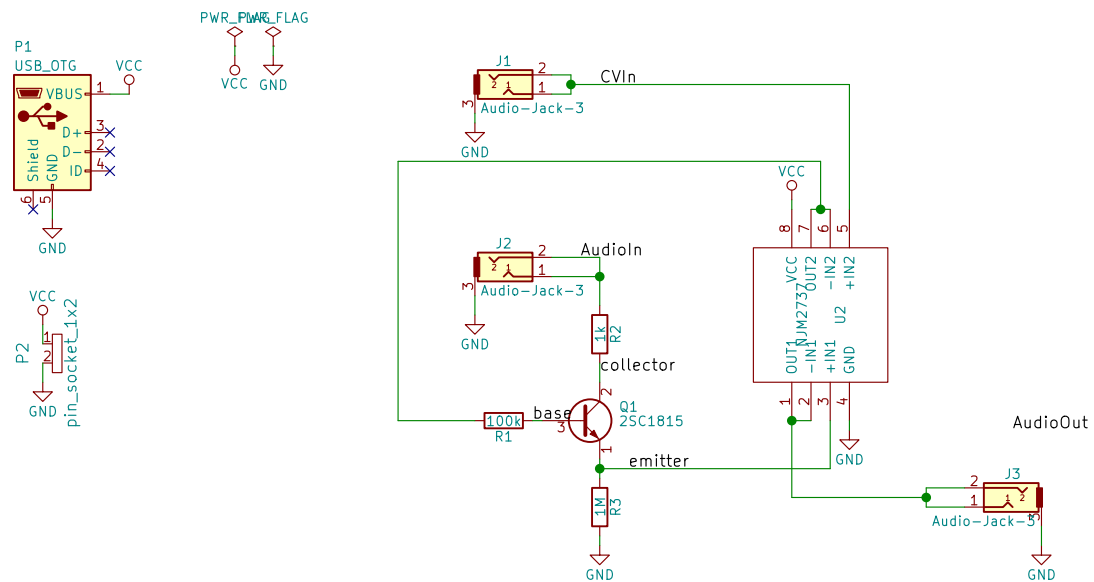 PWR_FLAG
PWR_FLAG
VCC
GND
P1
USB_OTG
VCC
VBUS
1
D+
3
D-
2
ID
4
Shield
GND
6
5
GND
VCC
P2
1
2
pin_socket_1x2
GND
J1
2
1
2 1
3
Audio-Jack-3
GND
CVIn
J2
2
1
2 1
3
Audio-Jack-3
GND
AudioIn
1k
R2
collector
base
100k
R1
Q1
2SC1815
2
3
1
emitter
1M
R3
GND
VCC
8
7
6
5
VCC
OUT2
-IN2
+IN2
NJM2737
U2
OUT1
-IN1
+IN1
GND
1
2
3
4
GND
AudioOut
J3
2
1
1 2
3
Audio-Jack-3
GND